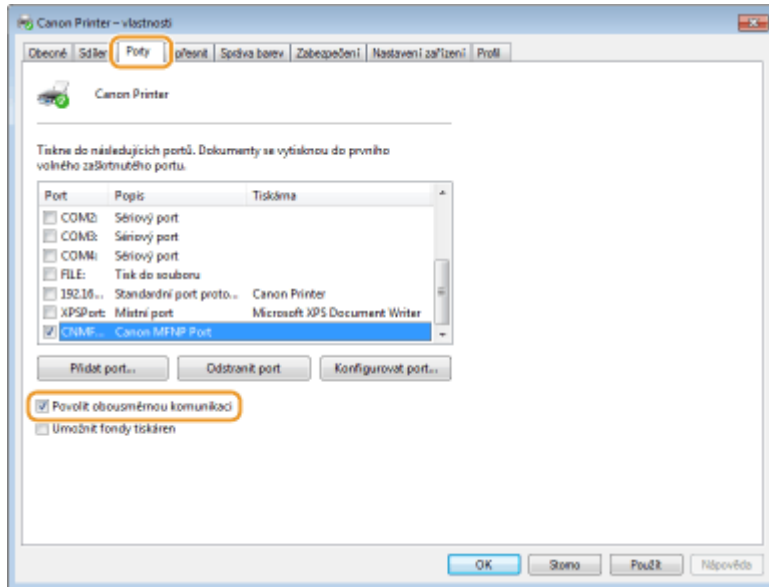 Canon Printer – vlastnosti
Obecné Sdílen Porty přesnit Správa barev Zabezpečení Nastavení zařízení Profil
Canon Printer
Tiskne do následujících portů. Dokumenty se vytisknou do prvního
volného zaškrtnutého portu.
Port Popis Tiskárna
COM2: Sériový port
COM3: Sériový port
COM4: Sériový port
FILE: Tisk do souboru
192.16... Standardní port proto... Canon Printer
XPSPort: Místní port Microsoft XPS Document Writer
CNMF... Canon MFNP Port
Přidat port... Odstranit port Konfigurovat port...
Povolit obousměrnou komunikaci
Umožnit fondy tiskáren
OK Storno Použít Nápověda